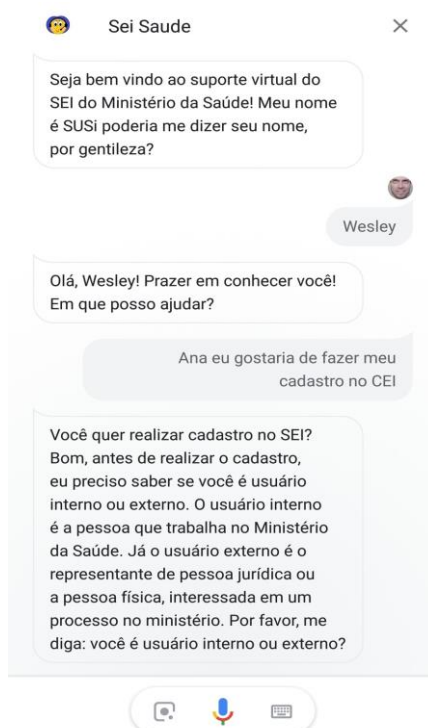 Sei Saude
Seja bem vindo ao suporte virtual do
SEI do Ministério da Saúde! Meu nome
é SUSi poderia me dizer seu nome,
por gentileza?
Wesley
Olá, Wesley! Prazer em conhecer você!
Em que posso ajudar?
Ana eu gostaria de fazer meu
cadastro no CEI
Você quer realizar cadastro no SEI?
Bom, antes de realizar o cadastro,
eu preciso saber se você é usuário
interno ou externo. O usuário interno
é a pessoa que trabalha no Ministério
da Saúde. Já o usuário externo é o
representante de pessoa jurídica ou
a pessoa física, interessada em um
processo no ministério. Por favor, me
diga: você é usuário interno ou externo?